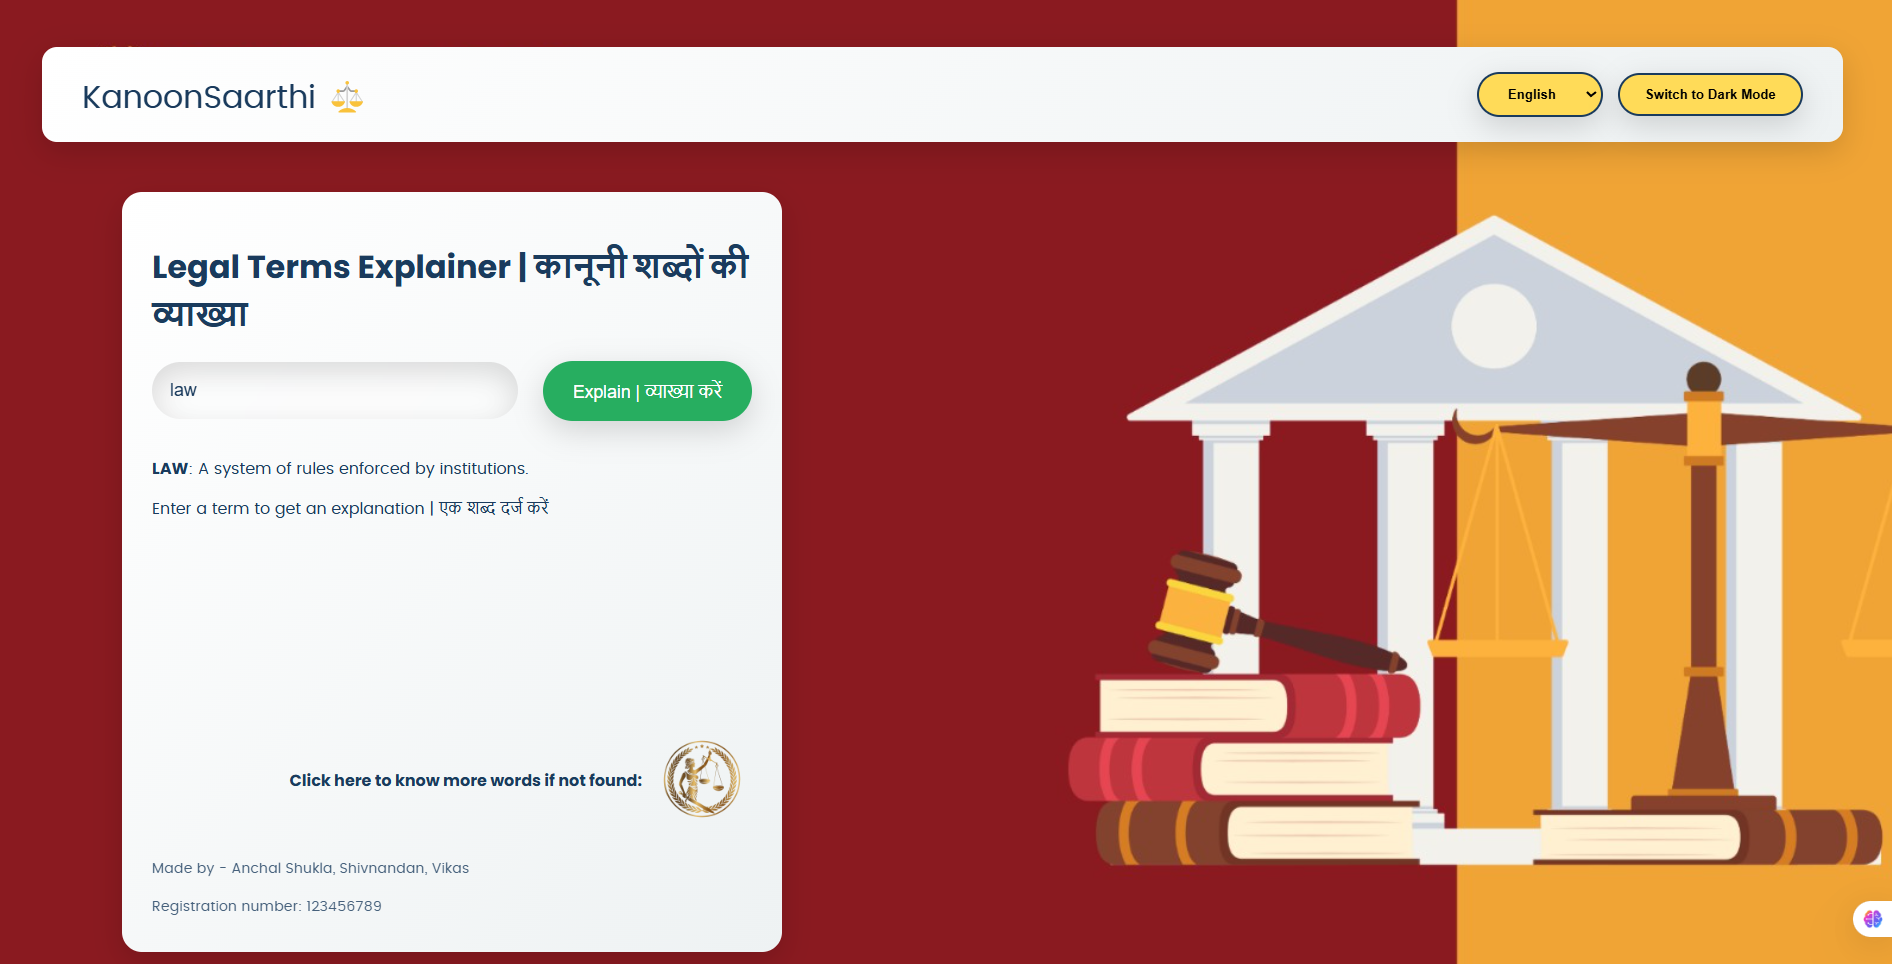 KanoonSaarthi
English
Switch to Dark Mode
Legal Terms Explainer | कानूनी शब्दों की
व्याख्या
law
Explain | व्याख्या करें
LAW: A system of rules enforced by institutions.
Enter a term to get an explanation | एक शब्द दर्ज करें
Click here to know more words if not found:
Made by - Anchal Shukla, Shivnandan, Vikas
Registration number: 123456789